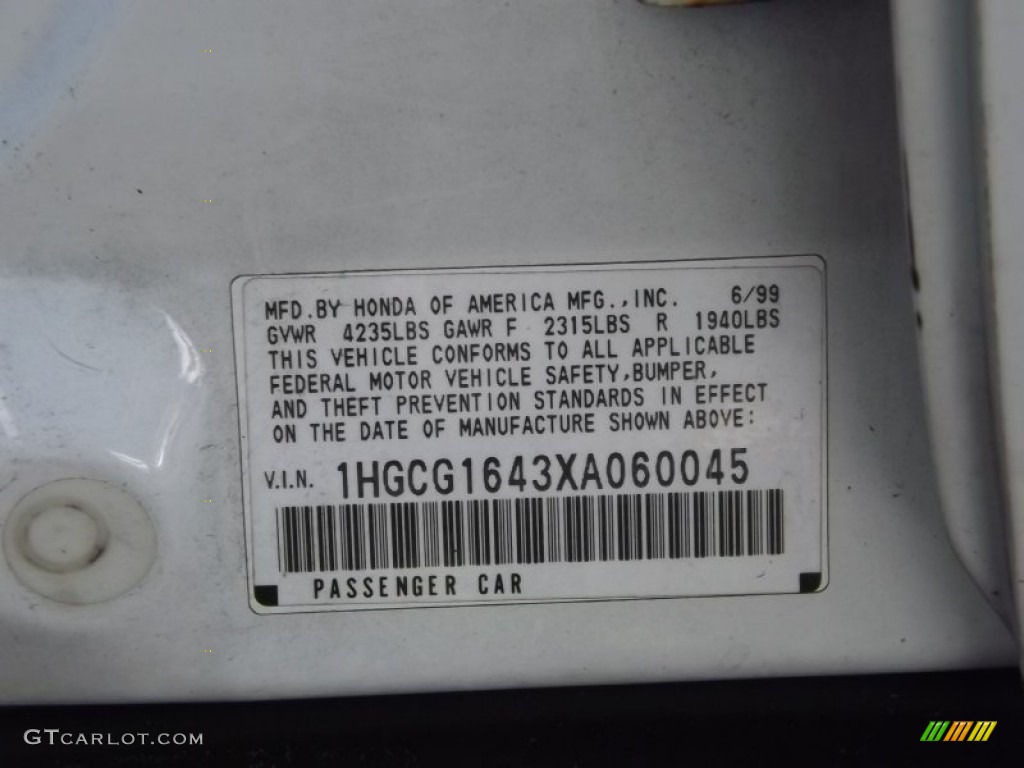 MFD.BY HONDA OF AMERICA MFG.,INC. 6/99
GVWR 4235LBS GAWR F 2315LBS R 1940LBS
THIS VEHICLE CONFORMS TO ALL APPLICABLE
FEDERAL MOTOR VEHICLE SAFETY,BUMPER,
AND THEFT PREVENTION STANDARDS IN EFFECT
ON THE DATE OF MANUFACTURE SHOWN ABOVE:
V.I.N. 1HGCG1643XA060045
PASSENGER CAR
GTCARLOT.COM